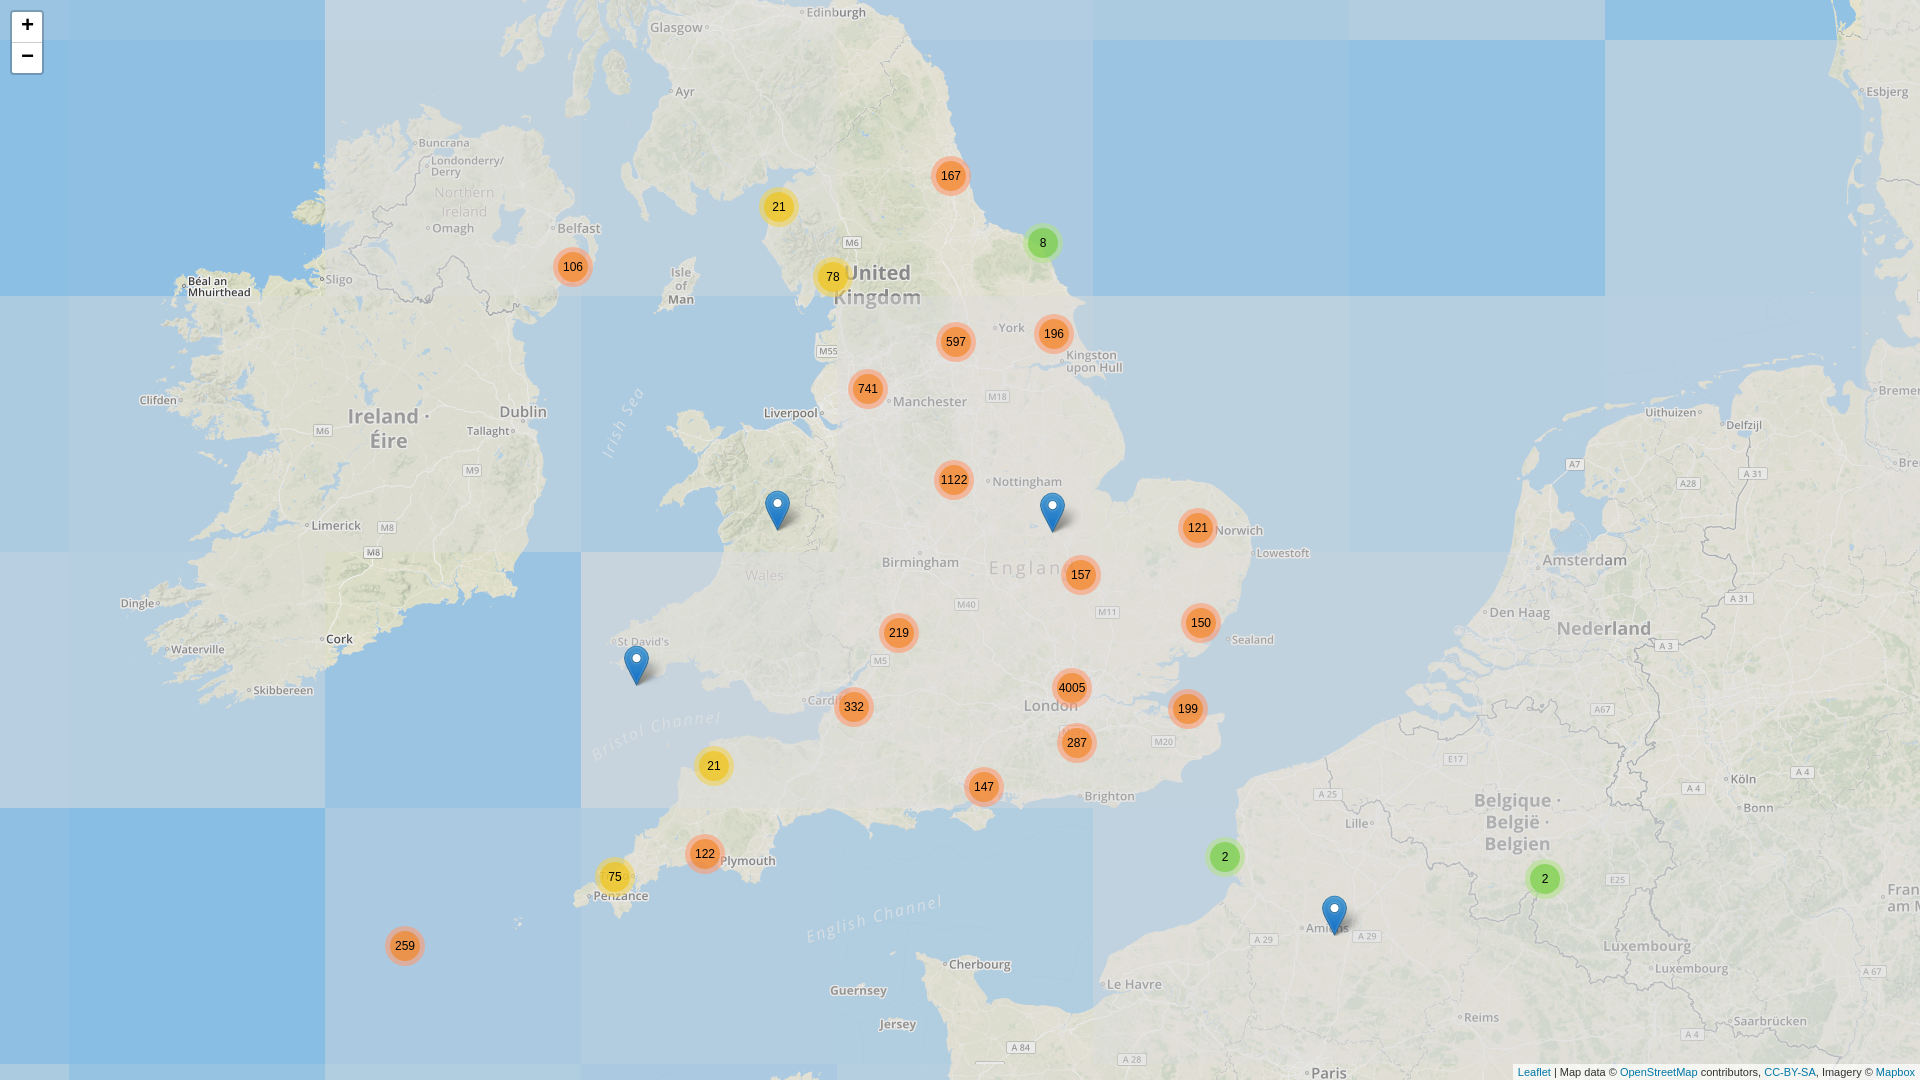 +
−
Edinburgh
Glasgow
Ayr
Esbjerg
Buncrana
Londonderry/
Derry
Northern
Ireland
Omagh
Belfast
167
21
M6
8
106
78
United
Kingdom
Isle
of
Man
Sligo
Béal an
Mhuirthead
York
196
597
M55
Kingston
upon Hull
741
Manchester
M18
Liverpool
Clifden
Dublin
Ireland ·
Éire
M6
Tallaght
Irish Sea
Uithuizen
Delfzijl
A7
A 31
A28
M9
1122
Nottingham
121
Norwich
Lowestoft
Limerick
M8
M8
Birmingham
Englan
157
Wales
Amsterdam
Dingle
M40
M11
150
Den Haag
A 31
Nederland
Sealand
A 3
Cork
Waterville
St David's
219
M5
Skibbereen
Cardi
332
4005
London
199
A67
Bristol Channel
287
M20
E17
21
147
Brighton
A 25
Köln
A 4
A 4
Bonn
Belgique ·
België ·
Belgien
Lille
122
Plymouth
2
75
Penzance
2
E25
259
English Channel
Amiens
A 29
A 29
Luxembourg
Luxembourg
A 67
Cherbourg
Le Havre
Guernsey
Jersey
Reims
Saarbrücken
A 4
A 84
A 28
Paris
Leaflet | Map data © OpenStreetMap contributors, CC-BY-SA, Imagery © Mapbox